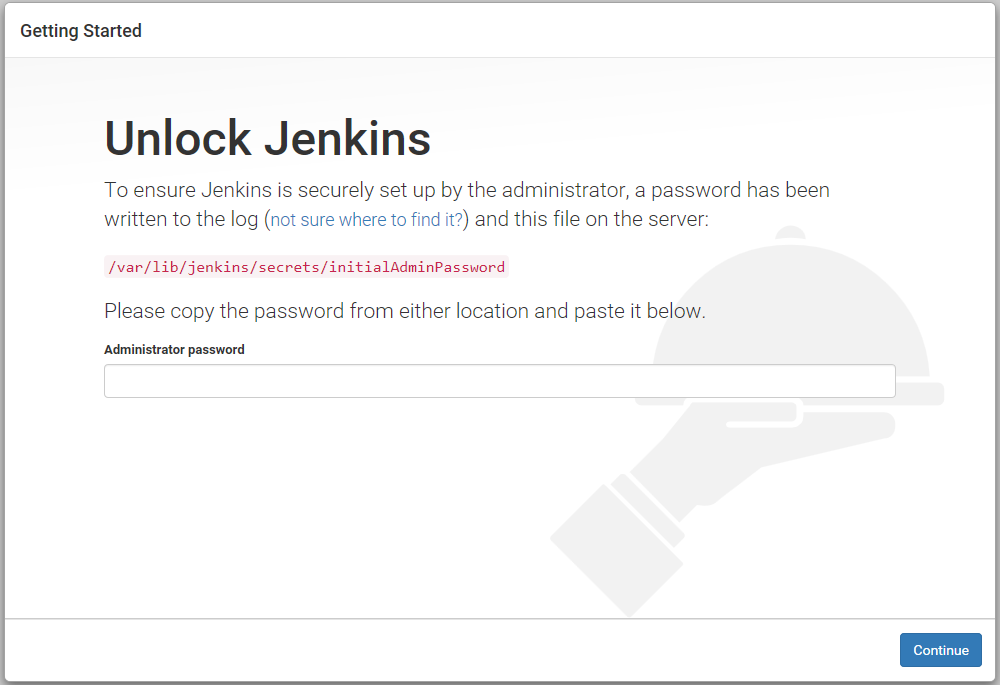 Getting Started
Unlock Jenkins
To ensure Jenkins is securely set up by the administrator, a password has been
written to the log (not sure where to find it?) and this file on the server:
/var/lib/jenkins/secrets/initialAdminPassword
Please copy the password from either location and paste it below.
Administrator password
Continue